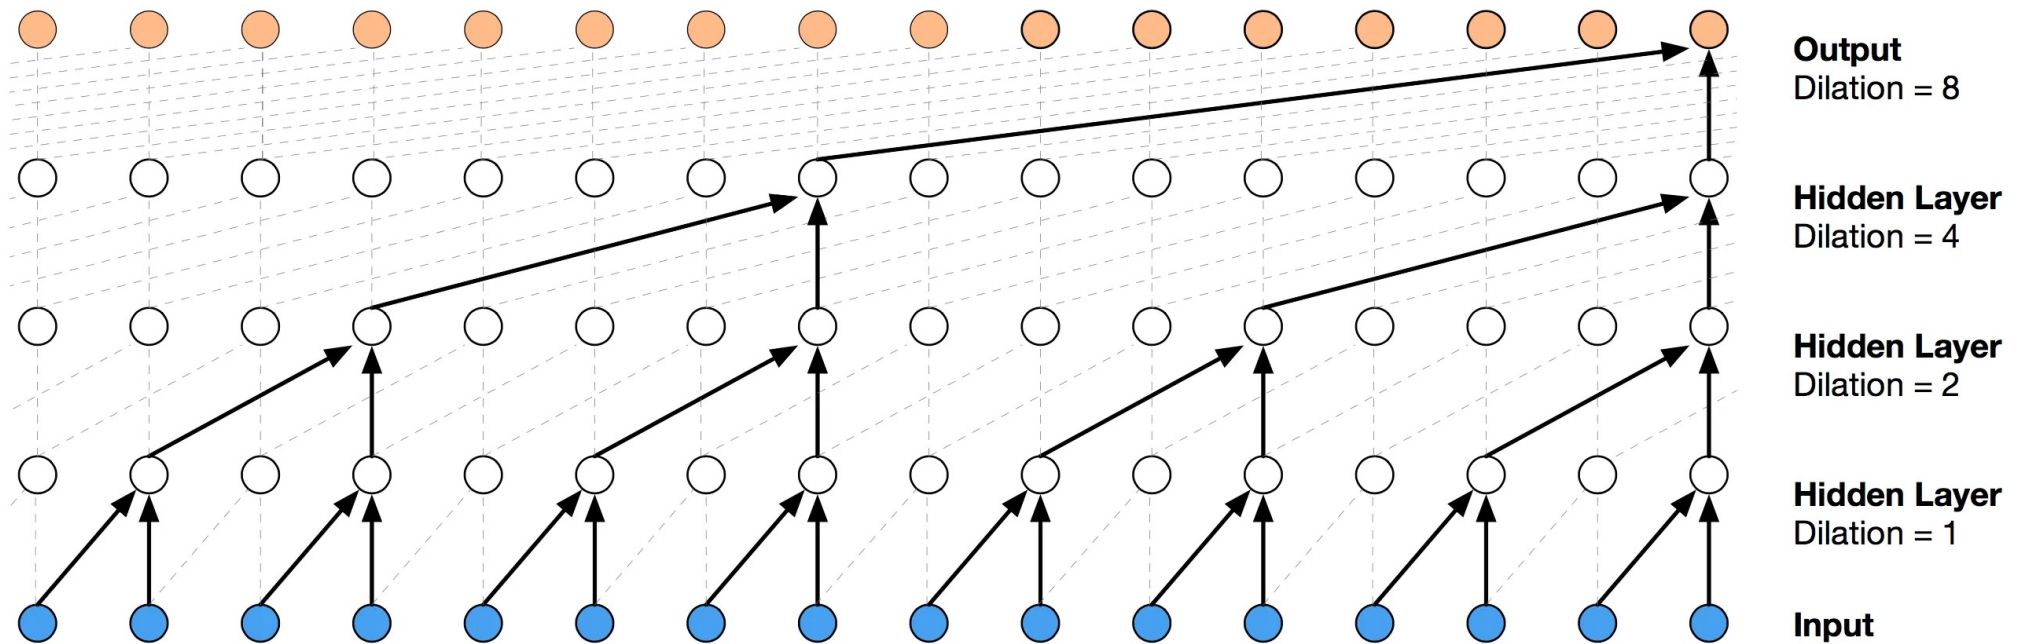 Output
Dilation = 8
Hidden Layer
Dilation = 4
Hidden Layer
Dilation = 2
Hidden Layer
Dilation = 1
Input